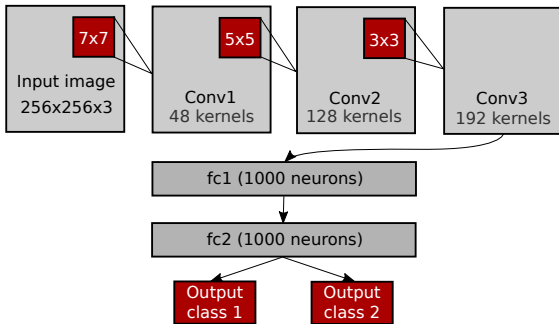 7x7
Input image
256x256x3
5x5
Conv1
48 kernels
3x3
Conv2
128 kernels
Conv3
192 kernels
fc1 (1000 neurons)
fc2 (1000 neurons)
Output
class 1
Output
class 2